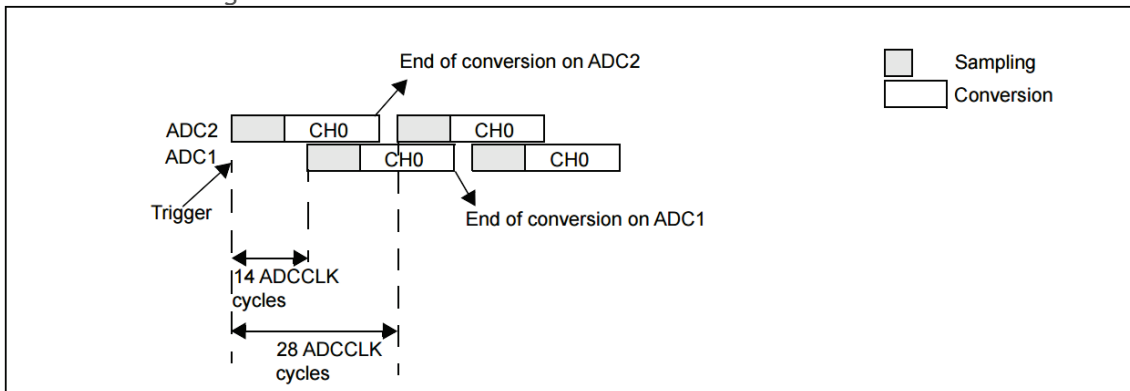 End of conversion on ADC2
Sampling
Conversion
ADC2
CH0
CH0
ADC1
CH0
CH0
Trigger
End of conversion on ADC1
14 ADCCLK
cycles
28 ADCCLK
cycles